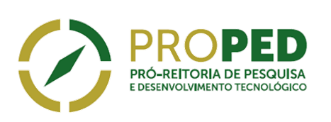 PROPED
PRÓ-REITORIA DE PESQUISA
E DESENVOLVIMENTO TECNOLÓGICO